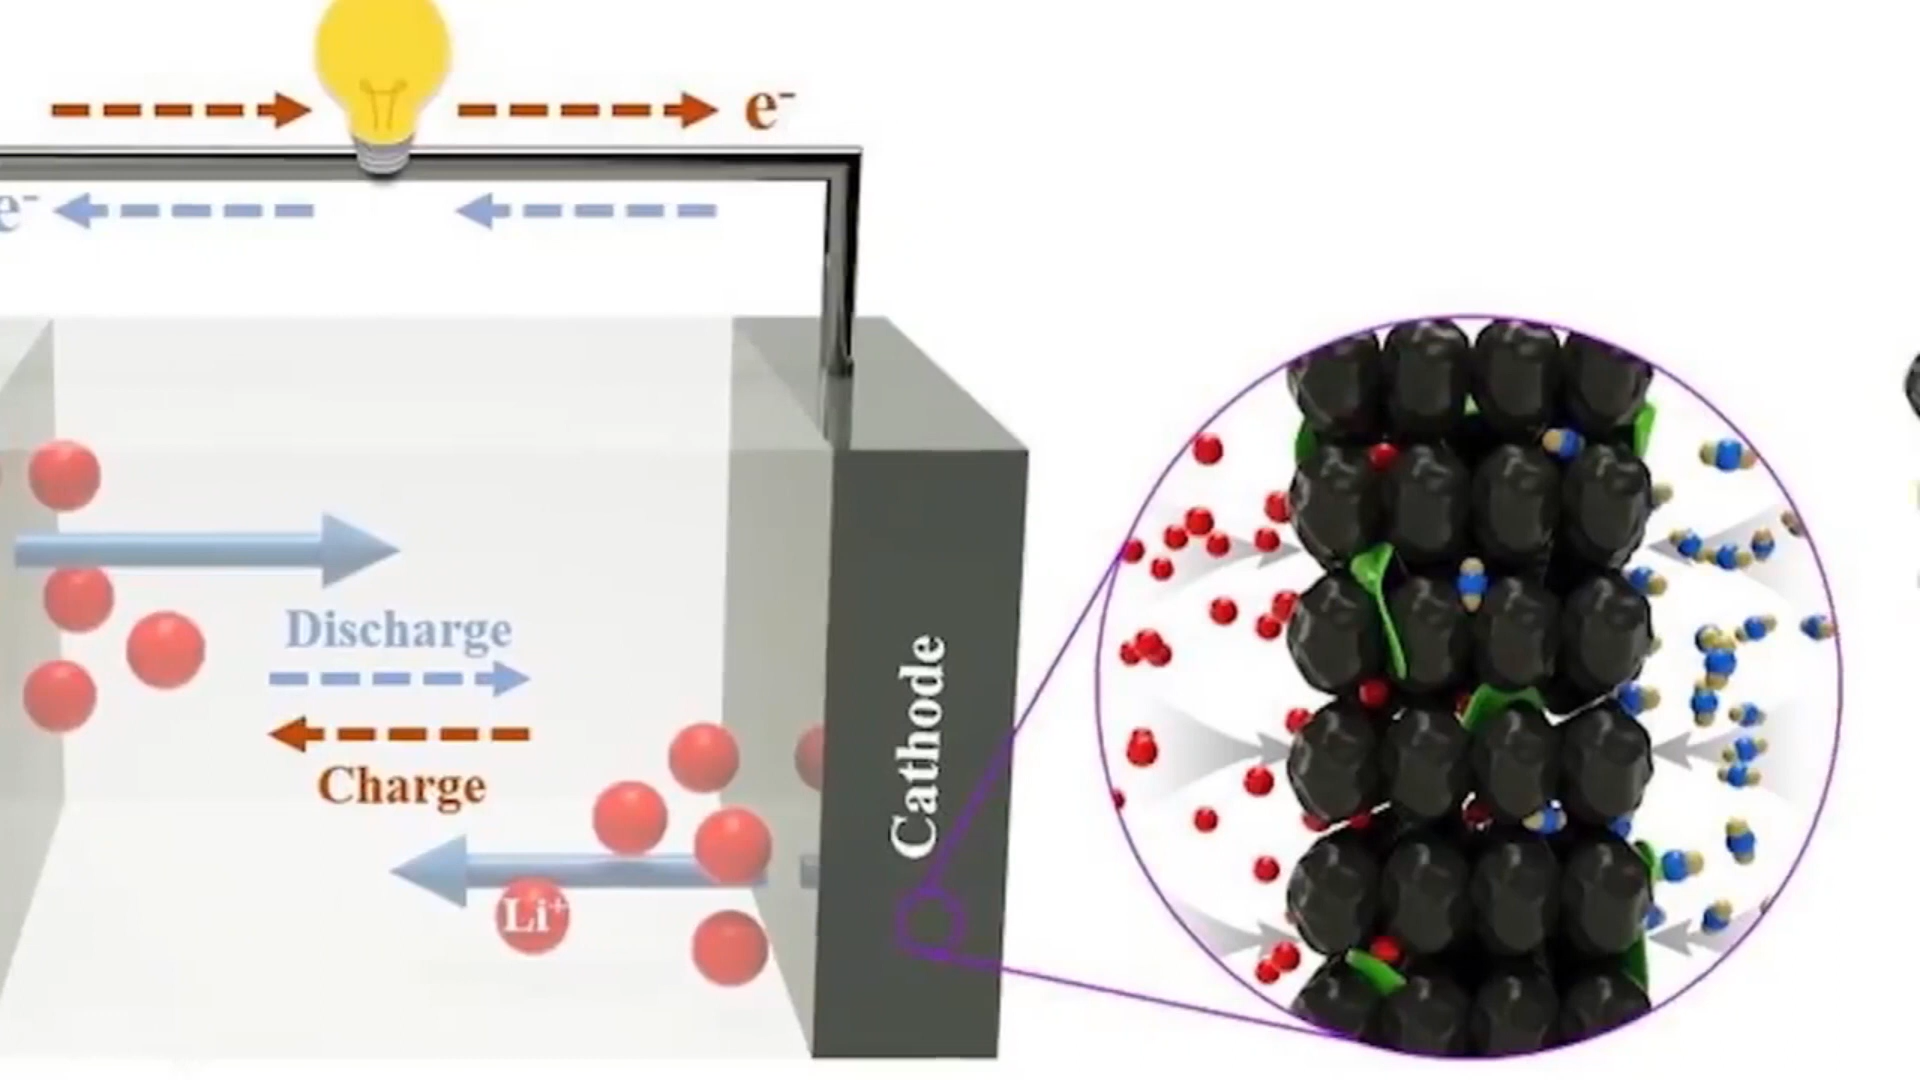 e⁻
e⁻
Discharge
Charge
Cathode
Li⁺